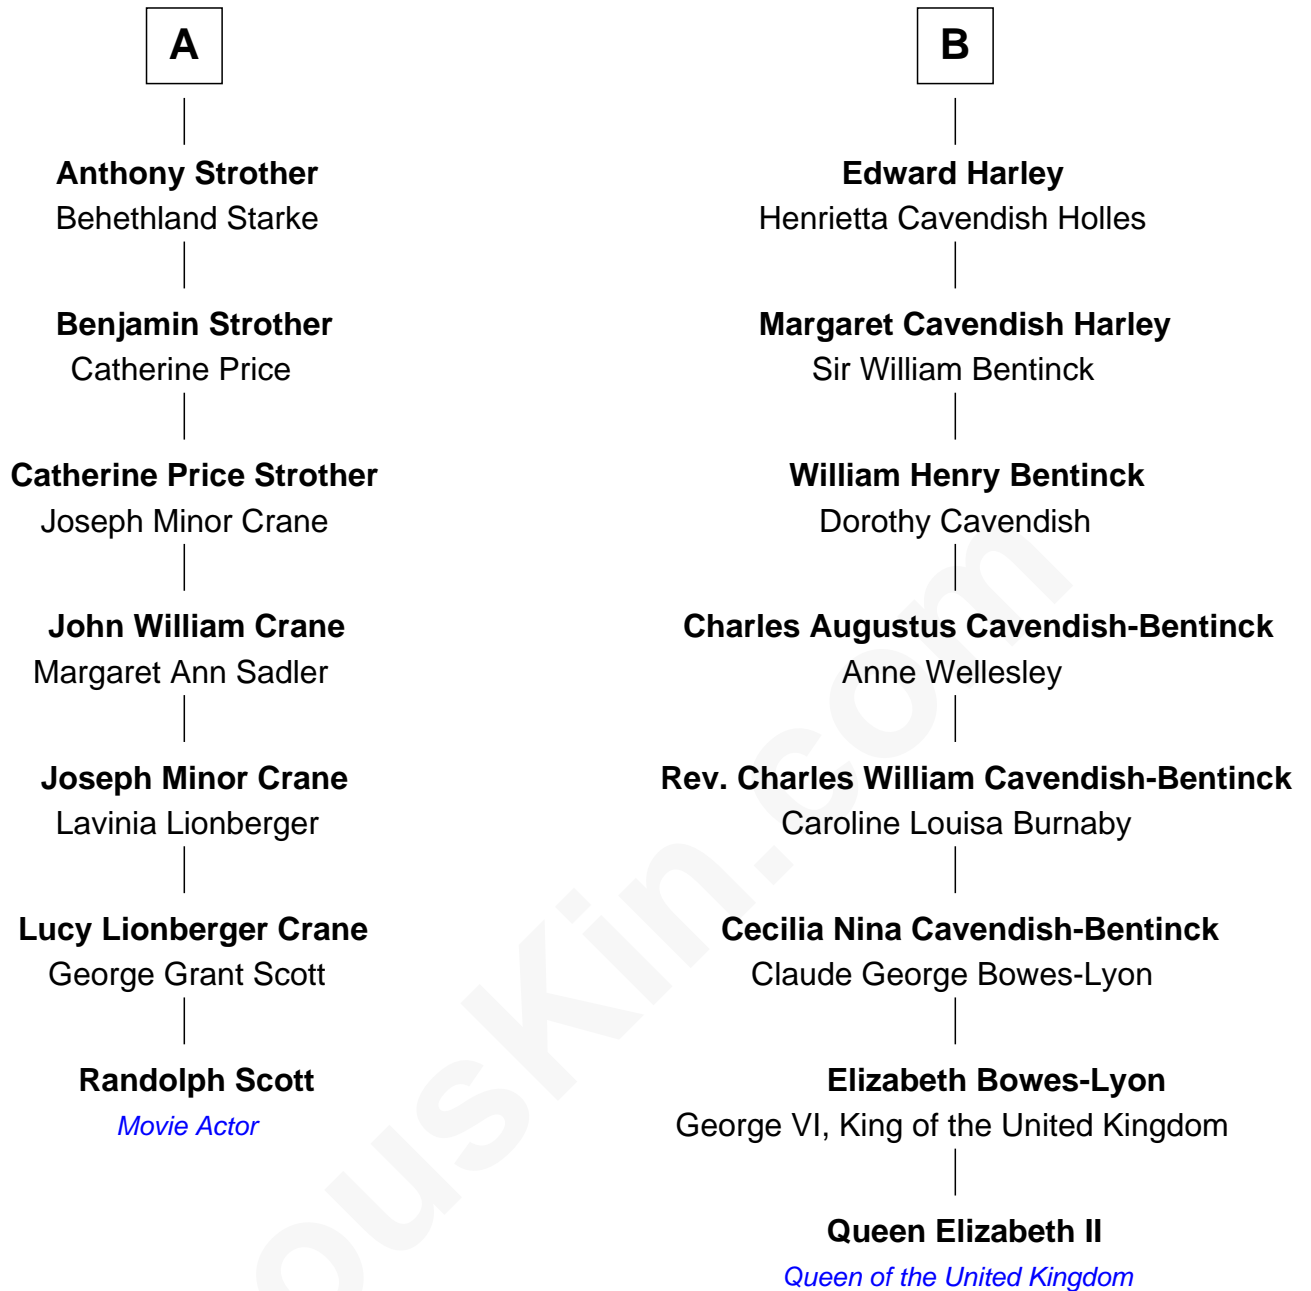 A
Anthony Strother
Behethland Starke
Benjamin Strother
Catherine Price
Catherine Price Strother
Joseph Minor Crane
John William Crane
Margaret Ann Sadler
Joseph Minor Crane
Lavinia Lionberger
Lucy Lionberger Crane
George Grant Scott
Randolph Scott
Movie Actor
B
Edward Harley
Henrietta Cavendish Holles
Margaret Cavendish Harley
Sir William Bentinck
William Henry Bentinck
Dorothy Cavendish
Charles Augustus Cavendish-Bentinck
Anne Wellesley
Rev. Charles William Cavendish-Bentinck
Caroline Louisa Burnaby
Cecilia Nina Cavendish-Bentinck
Claude George Bowes-Lyon
Elizabeth Bowes-Lyon
George VI, King of the United Kingdom
Queen Elizabeth II
Queen of the United Kingdom
ousKin.com